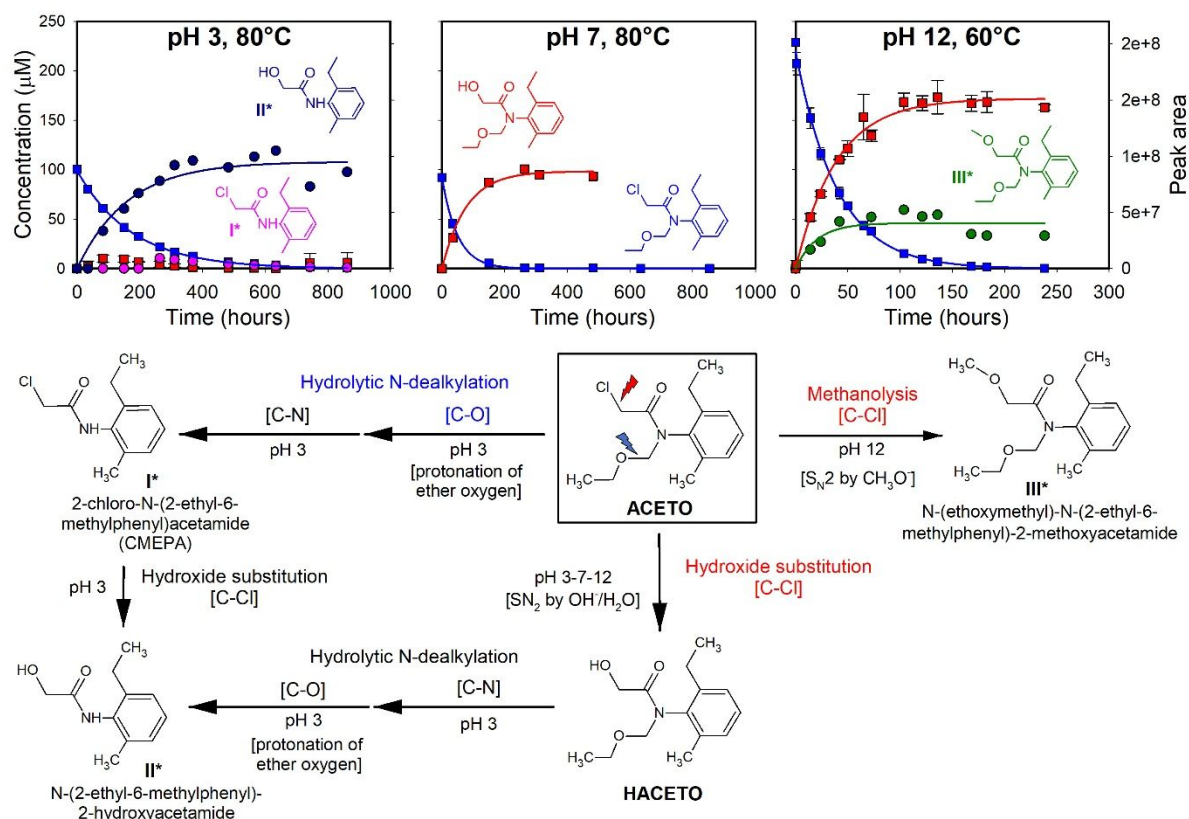 pH 3, 80°C
pH 7, 80°C
pH 12, 60°C
Concentration (µM)
250
200
150
100
50
0
0 200 400 600 800 1000
Time (hours)
HO
O
NH
II*
Cl
O
NH
I*
0 200 400 600 800 1000
Time (hours)
HO
O
N
O
Cl
O
N
O
0 50 100 150 200 250 300
Time (hours)
O
O
N
O
III*
2e+8
2e+8
1e+8
5e+7
0
Peak area
Cl
O
CH3
NH
H3C
I*
2-chloro-N-(2-ethyl-6-
methylphenyl)acetamide
(CMEPA)
Hydrolytic N-dealkylation
[C-N]
[C-O]
pH 3
pH 3
[protonation of
ether oxygen]
Cl
O
CH3
N
O
H3C
CH3
ACETO
Methanolysis
[C-Cl]
pH 12
[SN2 by CH3O-]
H3C
O
O
CH3
N
O
H3C
CH3
III*
N-(ethoxymethyl)-N-(2-ethyl-6-
methylphenyl)-2-methoxyacetamide
pH 3
Hydroxide substitution
[C-Cl]
pH 3-7-12
[SN2 by OH-/H2O]
Hydroxide substitution
[C-Cl]
HO
O
CH3
NH
H3C
II*
N-(2-ethyl-6-methylphenyl)-
2-hydroxyacetamide
Hydrolytic N-dealkylation
[C-O]
[C-N]
pH 3
pH 3
[protonation of
ether oxygen]
HO
O
CH3
N
O
H3C
CH3
HACETO